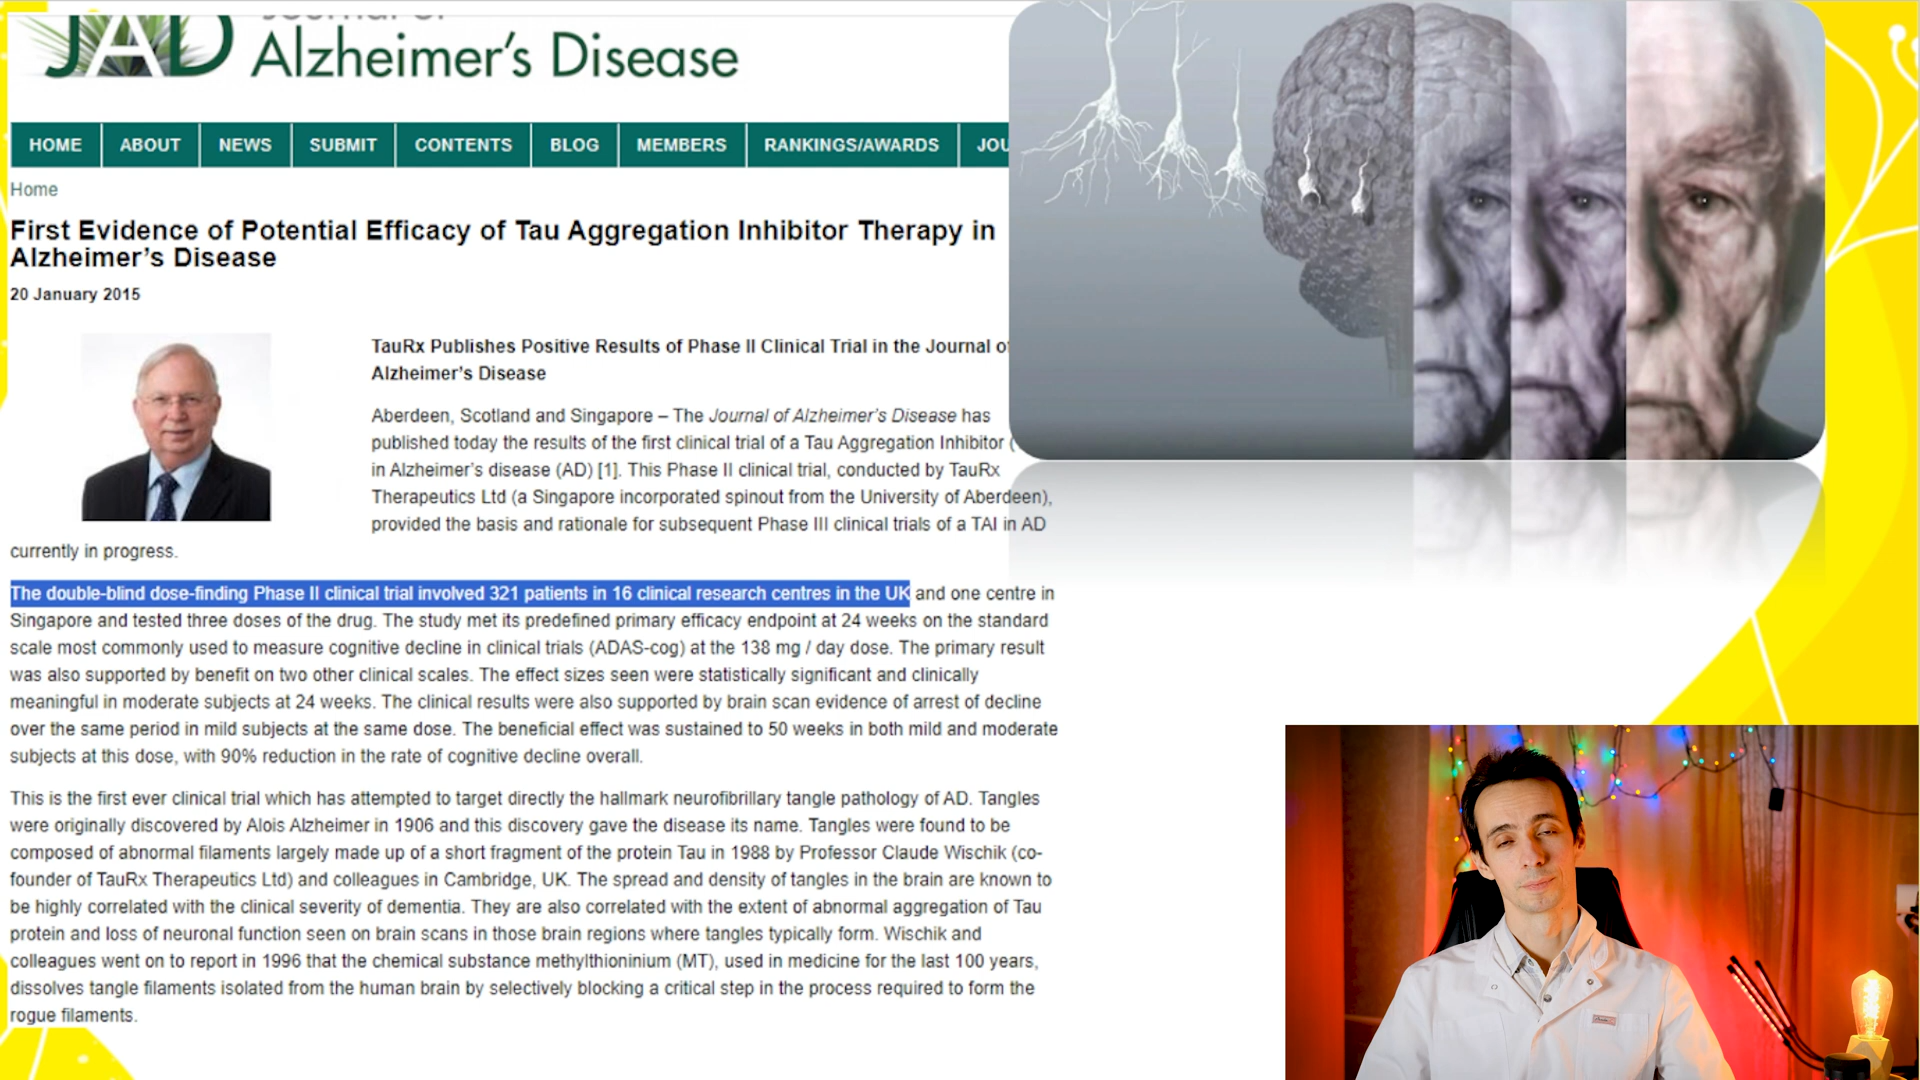 Journal of
JAD Alzheimer's Disease
HOME ABOUT NEWS SUBMIT CONTENTS BLOG MEMBERS RANKINGS/AWARDS
Home
First Evidence of Potential Efficacy of Tau Aggregation Inhibitor Therapy in
Alzheimer's Disease
20 January 2015
TauRx Publishes Positive Results of Phase II Clinical Trial in the Journal of
Alzheimer's Disease
Aberdeen, Scotland and Singapore – The Journal of Alzheimer's Disease has
published today the results of the first clinical trial of a Tau Aggregation Inhibitor (
in Alzheimer's disease (AD) [1]. This Phase II clinical trial, conducted by TauRx
Therapeutics Ltd (a Singapore incorporated spinout from the University of Aberdeen),
provided the basis and rationale for subsequent Phase III clinical trials of a TAI in AD
currently in progress.
The double-blind dose-finding Phase II clinical trial involved 321 patients in 16 clinical research centres in the UK and one centre in
Singapore and tested three doses of the drug. The study met its predefined primary efficacy endpoint at 24 weeks on the standard
scale most commonly used to measure cognitive decline in clinical trials (ADAS-cog) at the 138 mg / day dose. The primary result
was also supported by benefit on two other clinical scales. The effect sizes seen were statistically significant and clinically
meaningful in moderate subjects at 24 weeks. The clinical results were also supported by brain scan evidence of arrest of decline
over the same period in mild subjects at the same dose. The beneficial effect was sustained to 50 weeks in both mild and moderate
subjects at this dose, with 90% reduction in the rate of cognitive decline overall.
This is the first ever clinical trial which has attempted to target directly the hallmark neurofibrillary tangle pathology of AD. Tangles
were originally discovered by Alois Alzheimer in 1906 and this discovery gave the disease its name. Tangles were found to be
composed of abnormal filaments largely made up of a short fragment of the protein Tau in 1988 by Professor Claude Wischik (co-
founder of TauRx Therapeutics Ltd) and colleagues in Cambridge, UK. The spread and density of tangles in the brain are known to
be highly correlated with the clinical severity of dementia. They are also correlated with the extent of abnormal aggregation of Tau
protein and loss of neuronal function seen on brain scans in those brain regions where tangles typically form. Wischik and
colleagues went on to report in 1996 that the chemical substance methylthioninium (MT), used in medicine for the last 100 years,
dissolves tangle filaments isolated from the human brain by selectively blocking a critical step in the process required to form the
rogue filaments.